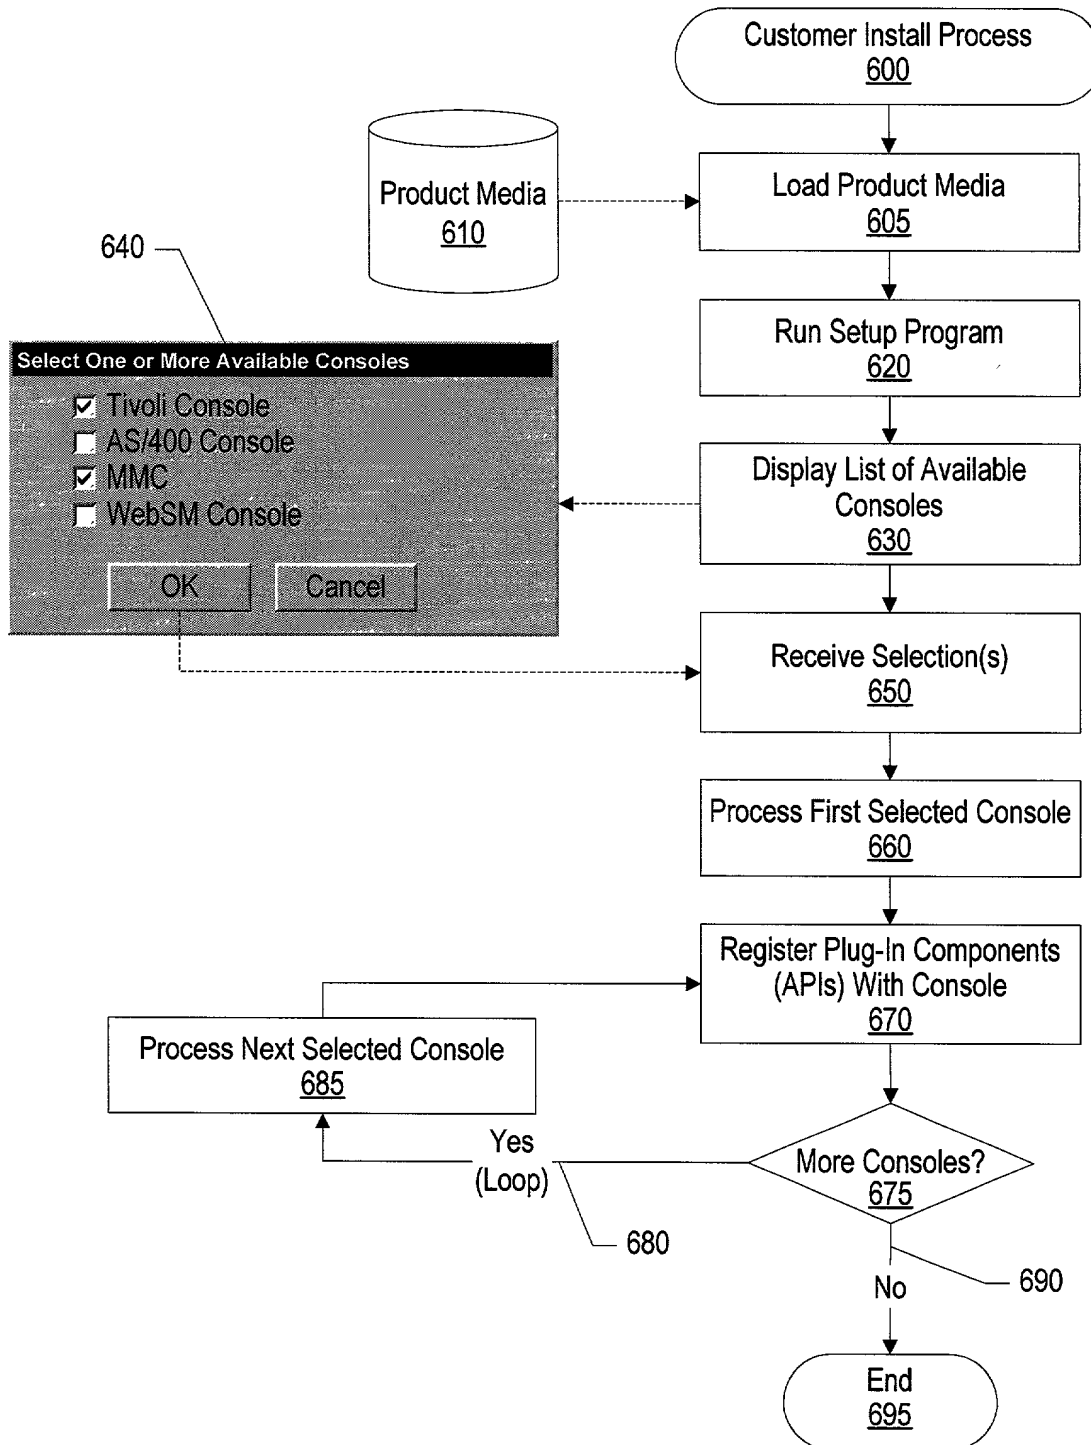 Customer Install Process
600
Product Media
610
Load Product Media
605
640
Run Setup Program
620
Select One or More Available Consoles
Tivoli Console
AS/400 Console
MMC
WebSM Console
OK
Cancel
Display List of Available
Consoles
630
Receive Selection(s)
650
Process First Selected Console
660
Register Plug-In Components
(APIs) With Console
670
Process Next Selected Console
685
Yes
(Loop)
680
More Consoles?
675
690
No
End
695